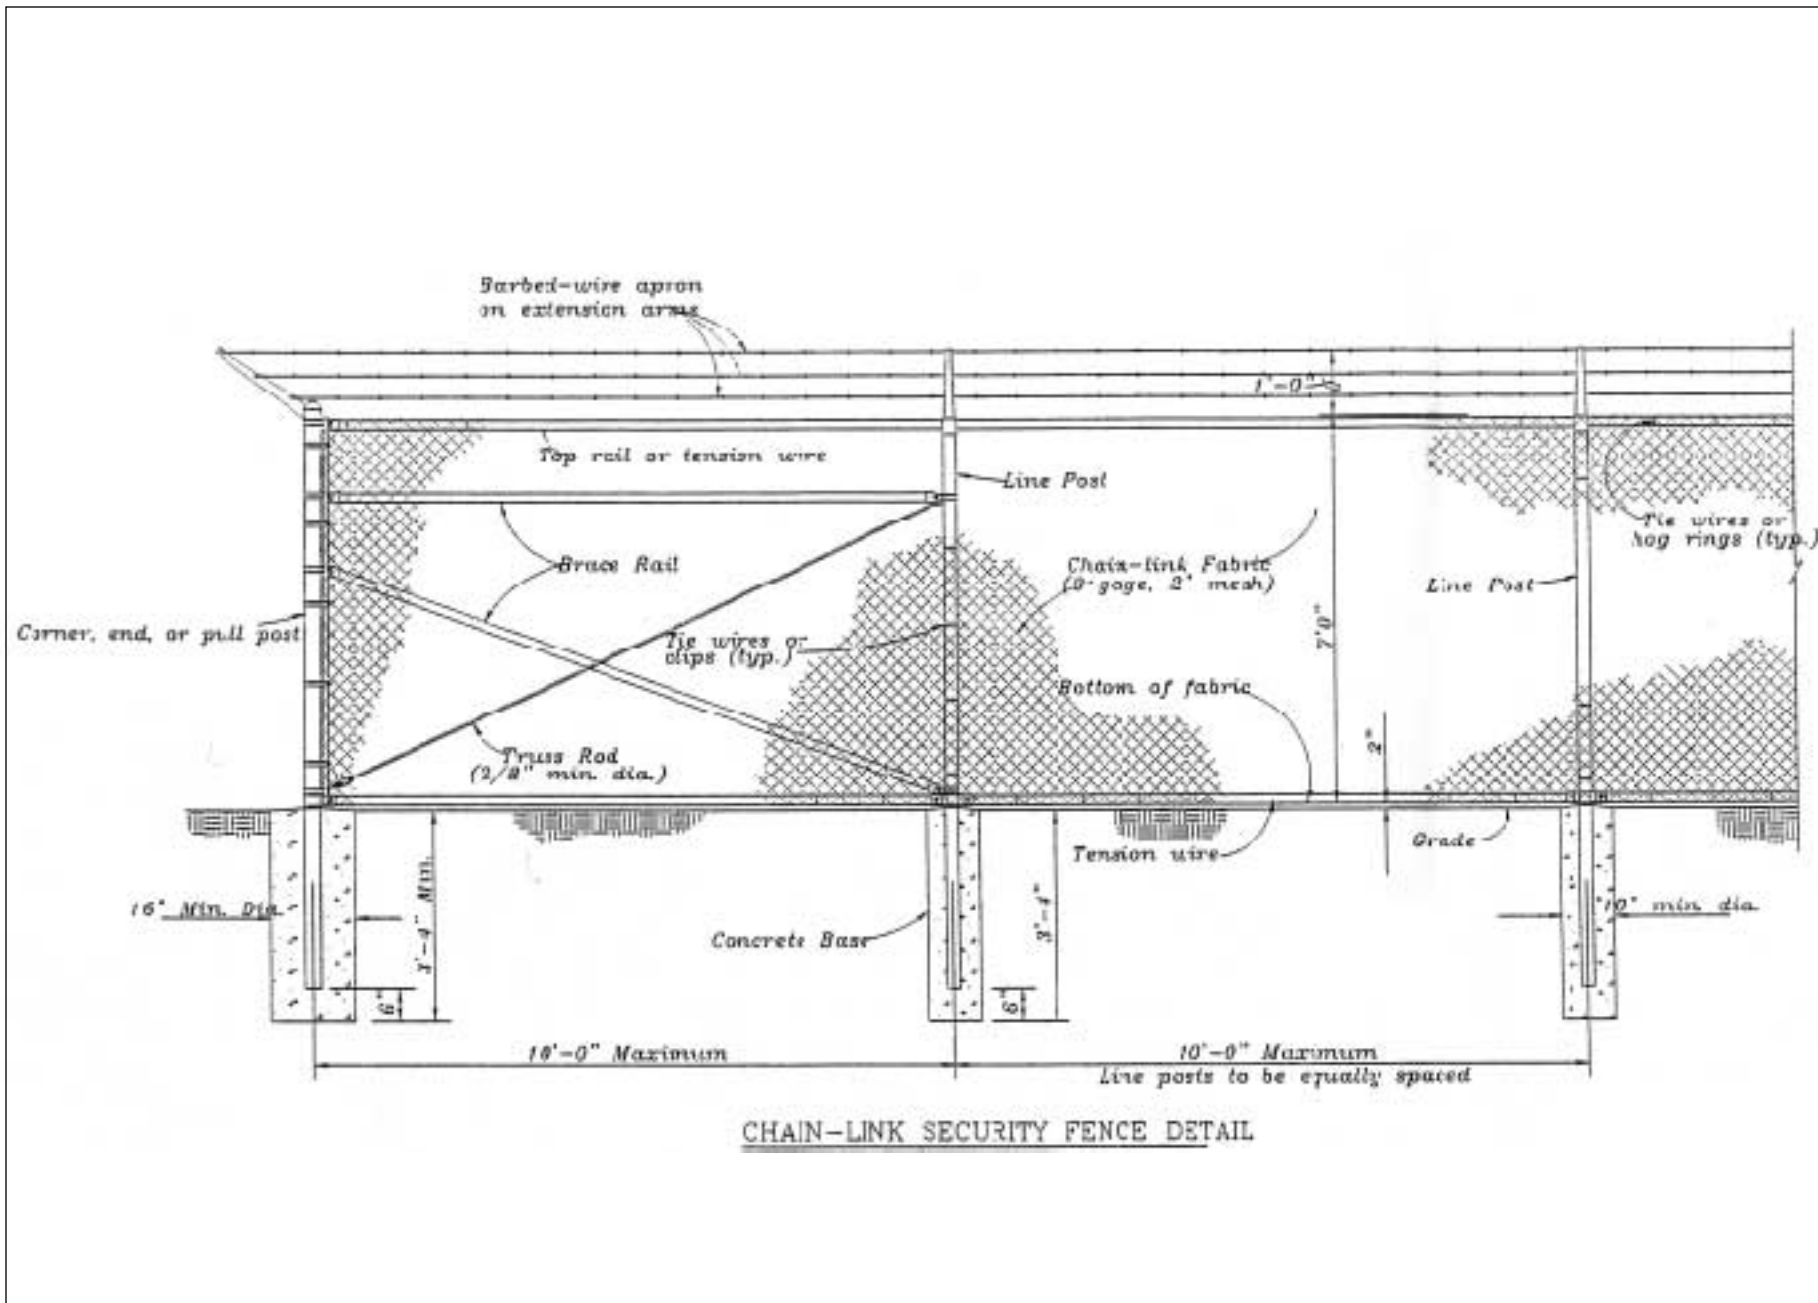 Barbed-wire apron
on extension arms
1'-0"
Top rail or tension wire
Line Post
Tie wires or
hog rings (typ.)
Brace Rail
Chain-link Fabric
mesh)
Line Post
Corner, end, or pull post
Tie wires or
clips (typ.)
7'0"
Bottom of fabric
2"
Truss Rod
min. dia.)
Tension wire
Grade
16" Min. Dia.
3'-4" Min.
Concrete Base
3'-4"
10" min. dia
6"
6"
10'-0" Maximum
10'-0" Maximum
Line posts to be equally spaced
CHAIN-LINK SECURITY FENCE DETAIL